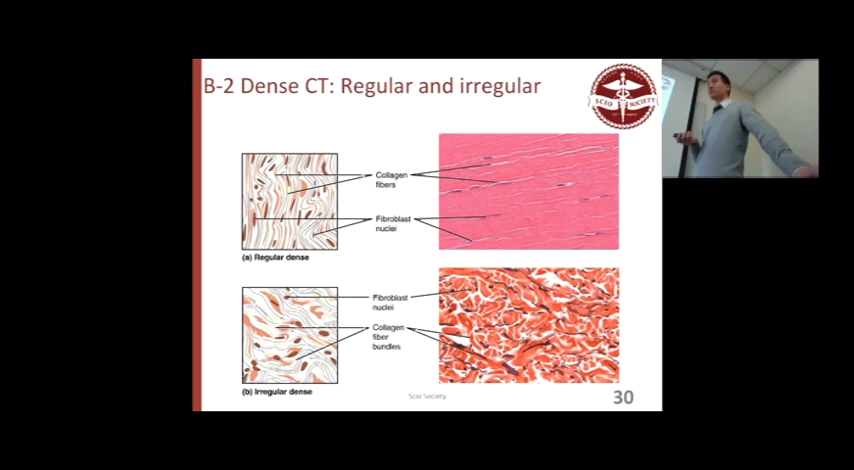 B-2 Dense CT: Regular and irregular
SCIO SOCIETY
Collagen
fibers
Fibroblast
nuclei
(a) Regular dense
Fibroblast
nuclei
Collagen
fiber
bundles
(b) Irregular dense
Scio Society
30